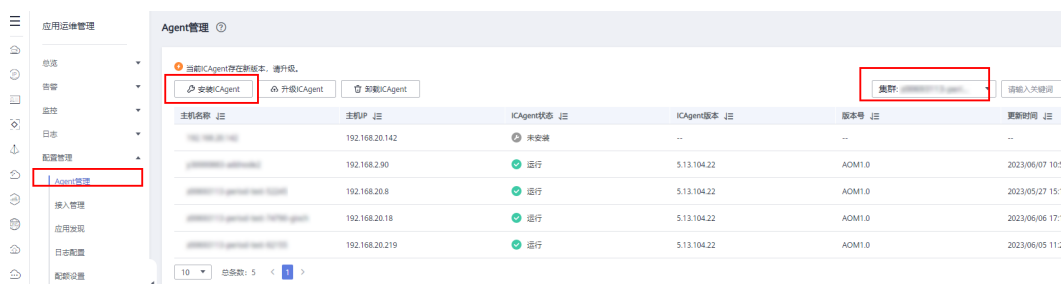 应用运维管理
总览
告警
监控
日志
配置管理
Agent管理
接入管理
应用发现
日志配置
配额设置
Agent管理
当前ICAgent存在新版本，请升级。
安装ICAgent 升级ICAgent 卸载ICAgent 集群: 请输入关键词
主机名称 主机IP ICAgent状态 ICAgent版本 版本号 更新时间
192.168.20.142 未安装 -- -- --
192.168.2.90 运行 5.13.104.22 AOM1.0 2023/06/07 10:5
192.168.20.8 运行 5.13.104.22 AOM1.0 2023/05/27 15:1
192.168.20.18 运行 5.13.104.22 AOM1.0 2023/06/06 17:1
192.168.20.219 运行 5.13.104.22 AOM1.0 2023/06/05 11:2
10 总条数: 5 < 1 >